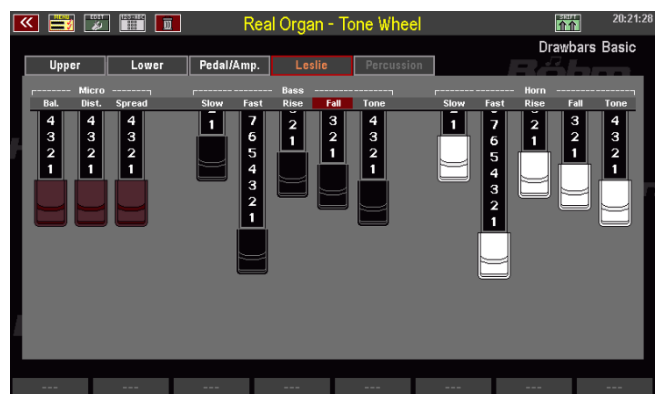 MENU EDIT Real Organ - Tone Wheel SHIFT 20:21:28
Drawbars Basic
Böhm
Upper Lower Pedal/Amp. Leslie Percussion
Micro Bass Horn
Bal. Dist. Spread Slow Fast Rise Fall Tone Slow Fast Rise Fall Tone
4 4 4 1 7 2 3 4 1 7 2 3 4
3 3 3 6 1 2 3 6 1 2 3
2 2 2 5 1 2 5 1 2
1 1 1 4 1 4 1
3 3
2 2
1 1
--- --- --- --- --- --- --- ---